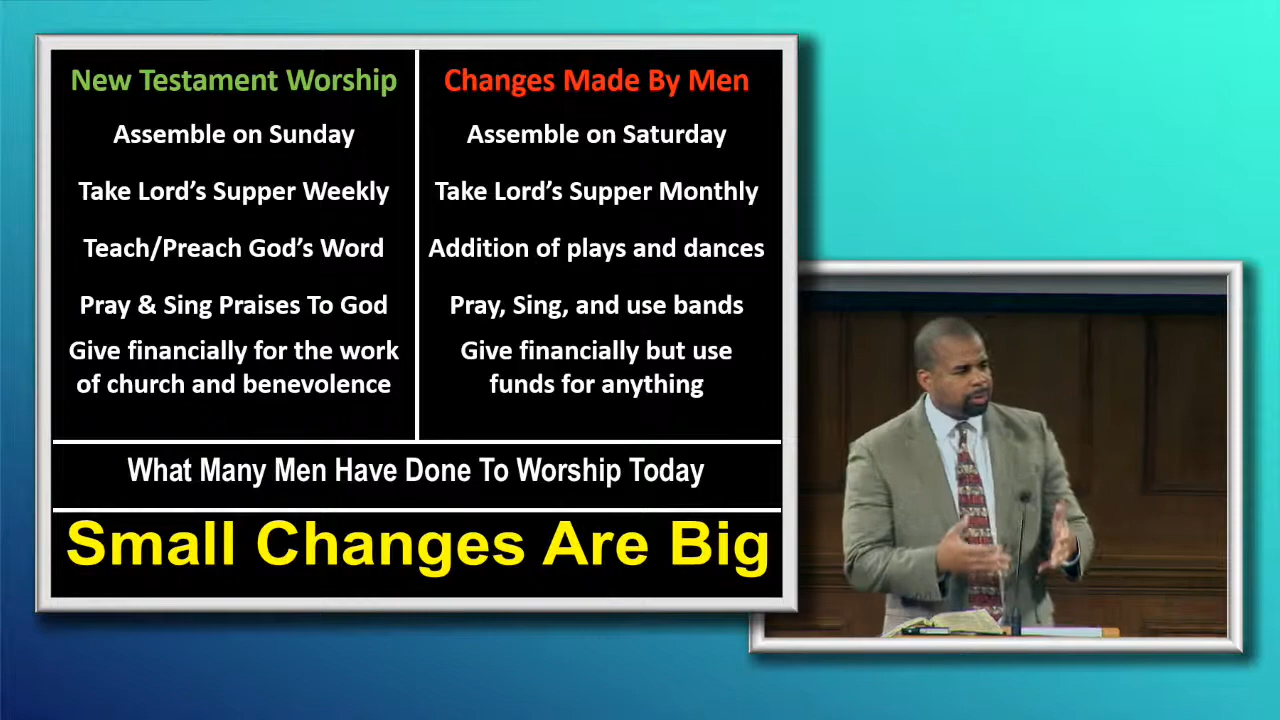 New Testament Worship
Assemble on Sunday
Take Lord’s Supper Weekly
Teach/Preach God’s Word
Pray & Sing Praises To God
Give financially for the work
of church and benevolence
Changes Made By Men
Assemble on Saturday
Take Lord’s Supper Monthly
Addition of plays and dances
Pray, Sing, and use bands
Give financially but use
funds for anything
What Many Men Have Done To Worship Today
Small Changes Are Big